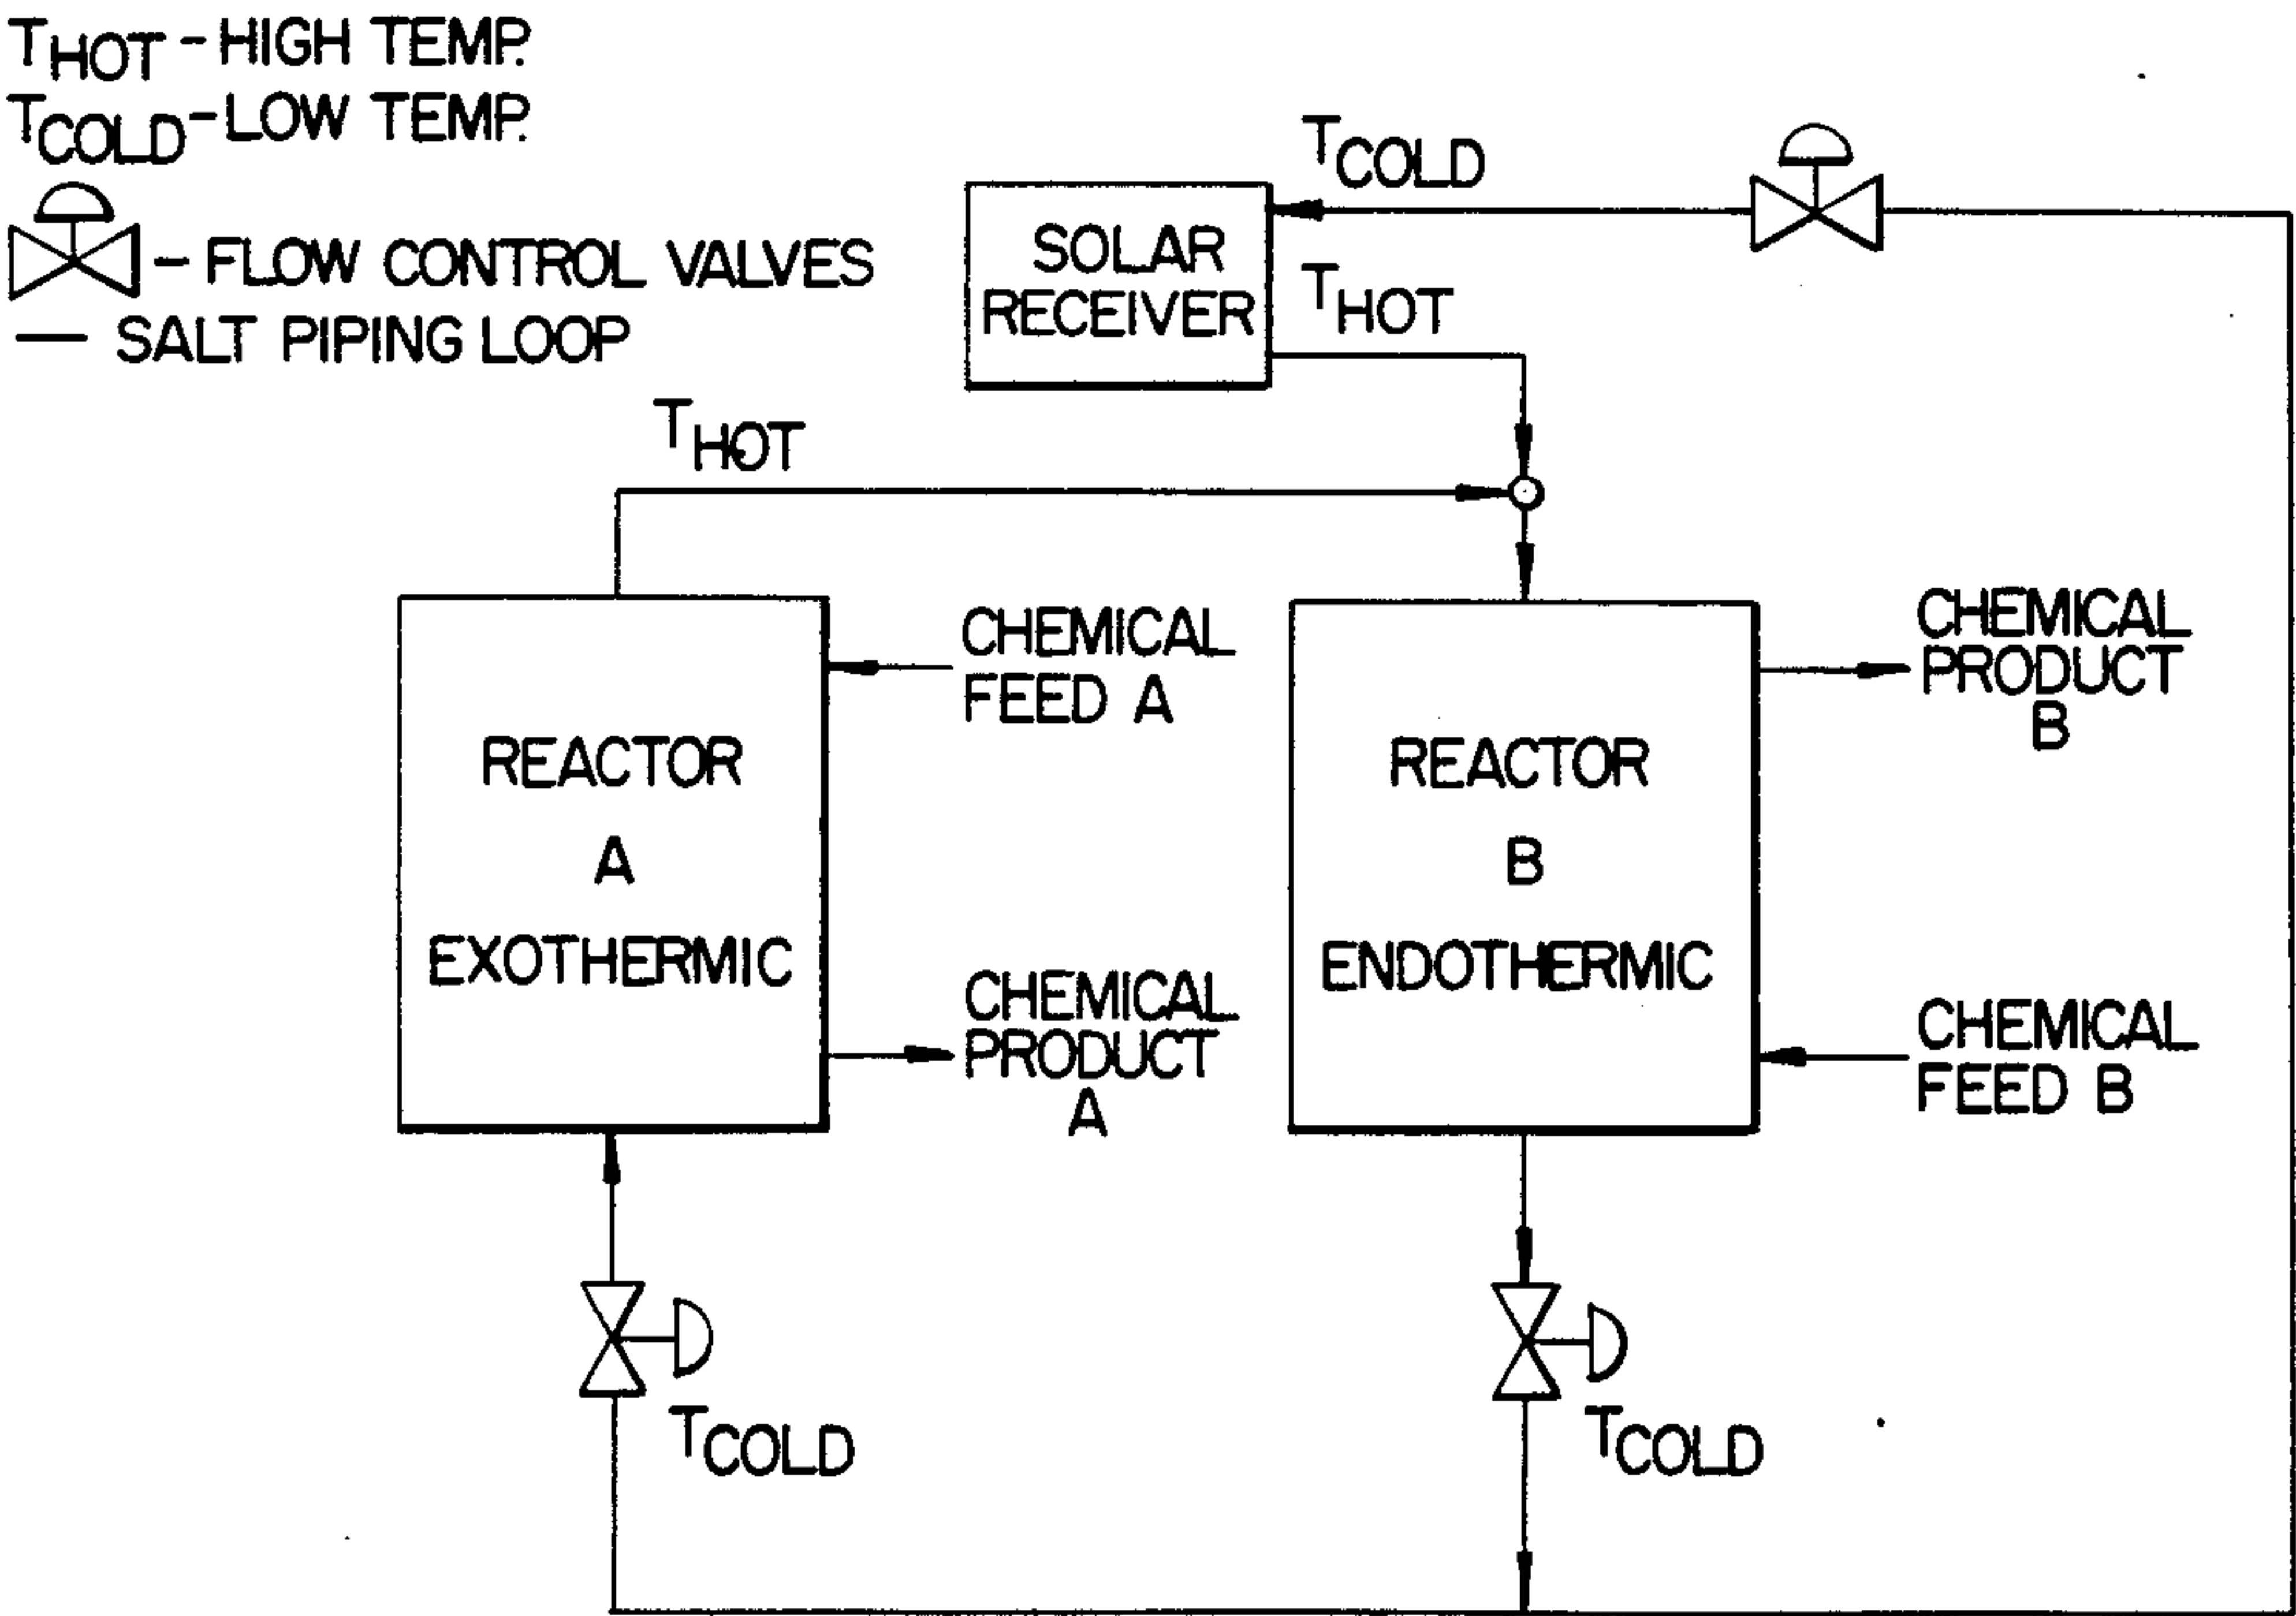 THOT - HIGH TEMP.
TCOLD - LOW TEMP.
- FLOW CONTROL VALVES
— SALT PIPING LOOP
TCOLD
SOLAR
RECEIVER
THOT
THOT
CHEMICAL
FEED A
REACTOR
A
EXOTHERMIC
CHEMICAL
PRODUCT
A
CHEMICAL
PRODUCT
B
REACTOR
B
ENDOTHERMIC
CHEMICAL
FEED B
TCOLD
TCOLD